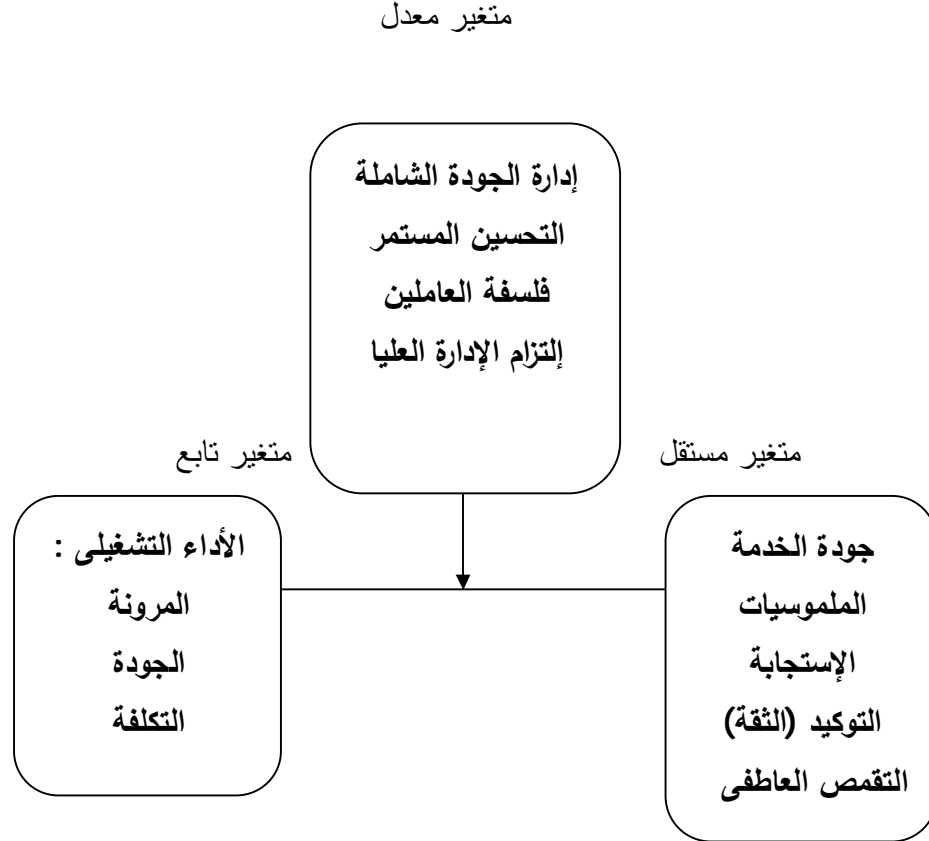 متغير معدل
إدارة الجودة الشاملة
التحسين المستمر
فلسفة العاملين
إلتزام الإدارة العليا
متغير مستقل
جودة الخدمة
الملموسيات
الإستجابة
التوكيد (الثقة)
التقمص العاطفى
متغير تابع
الأداء التشغيلى :
المرونة
الجودة
التكلفة